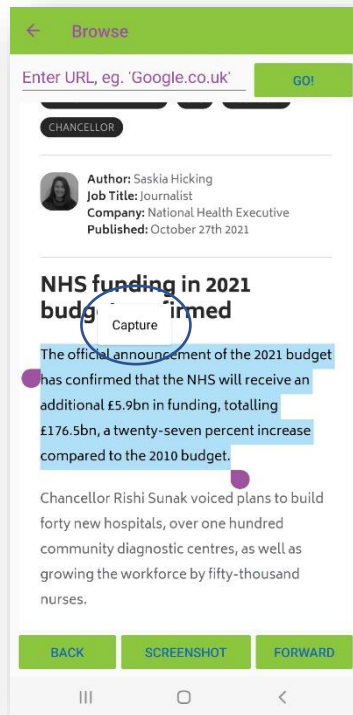 Browse
Enter URL, eg. 'Google.co.uk'
GO!
CHANCELLOR
Author: Saskia Hicking
Job Title: Journalist
Company: National Health Executive
Published: October 27th 2021
NHS funding in 2021
budg firmed
Capture
The official announcement of the 2021 budget
has confirmed that the NHS will receive an
additional £5.9bn in funding, totalling
£176.5bn, a twenty-seven percent increase
compared to the 2010 budget.
Chancellor Rishi Sunak voiced plans to build
forty new hospitals, over one hundred
community diagnostic centres, as well as
growing the workforce by fifty-thousand
nurses.
BACK
SCREENSHOT
FORWARD